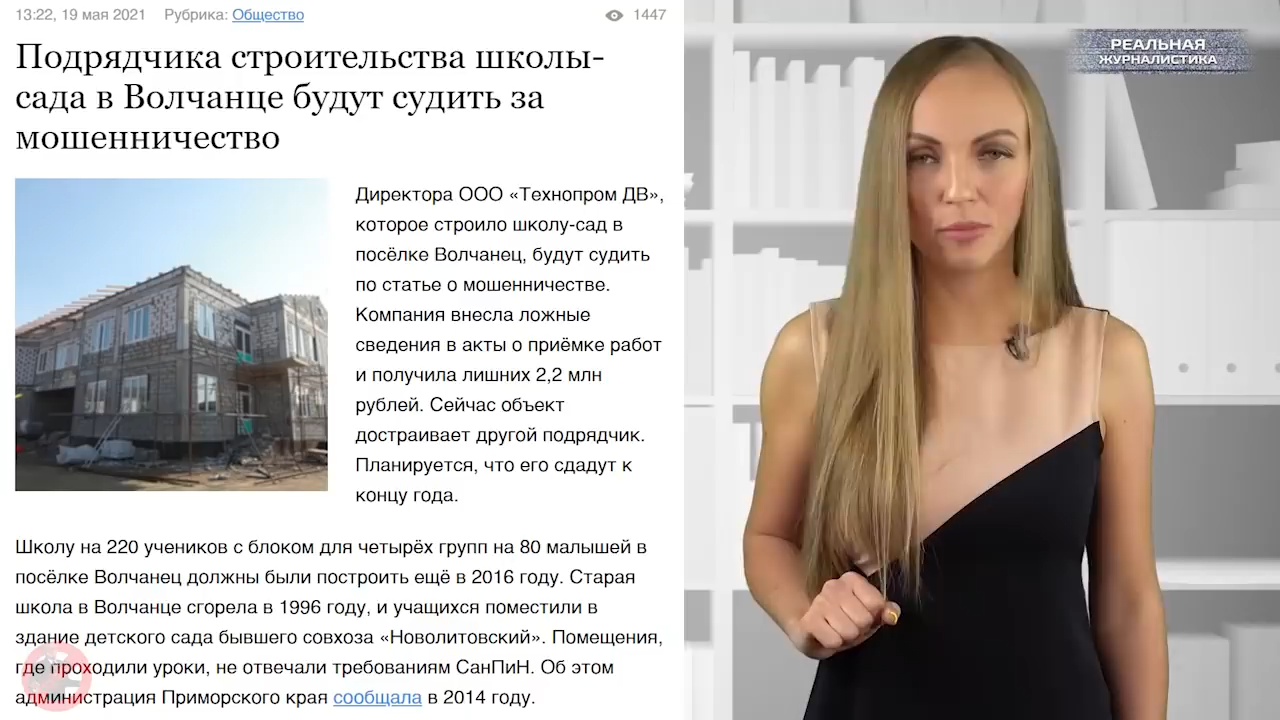 13:22, 19 мая 2021 Рубрика: Общество 1447
Подрядчика строительства школы-
сада в Волчанце будут судить за
мошенничество
Директора ООО «Технопром ДВ»,
которое строило школу-сад в
посёлке Волчанец, будут судить
по статье о мошенничестве.
Компания внесла ложные
сведения в акты о приёмке работ
и получила лишних 2,2 млн
рублей. Сейчас объект
достраивает другой подрядчик.
Планируется, что его сдадут к
концу года.
Школу на 220 учеников с блоком для четырёх групп на 80 малышей в
посёлке Волчанец должны были построить ещё в 2016 году. Старая
школа в Волчанце сгорела в 1996 году, и учащихся поместили в
здание детского сада бывшего совхоза «Новолитовский». Помещения,
где проходили уроки, не отвечали требованиям СанПиН. Об этом
администрация Приморского края сообщала в 2014 году.
РЕАЛЬНАЯ
ЖУРНАЛИСТИКА